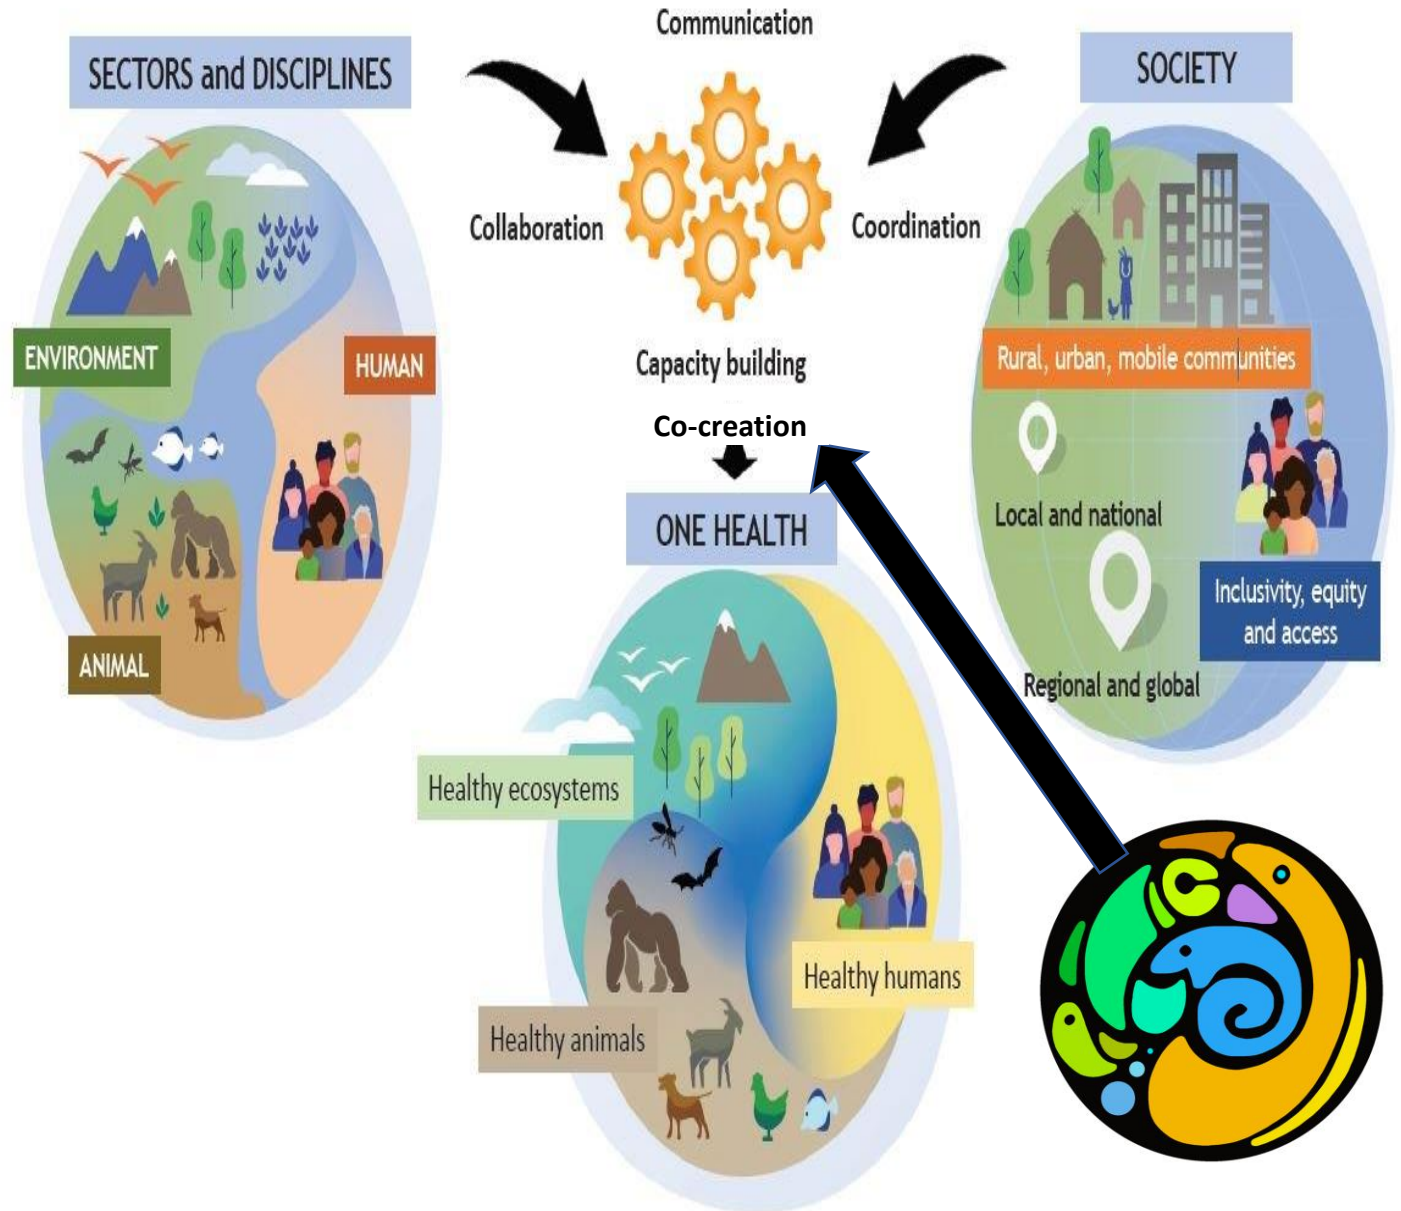 Communication
SECTORS and DISCIPLINES
SOCIETY
Collaboration
Coordination
ENVIRONMENT
HUMAN
Capacity building
Rural, urban, mobile communities
Co-creation
Local and national
ONE HEALTH
Inclusivity, equity
and access
ANIMAL
Regional and global
Healthy ecosystems
Healthy humans
Healthy animals